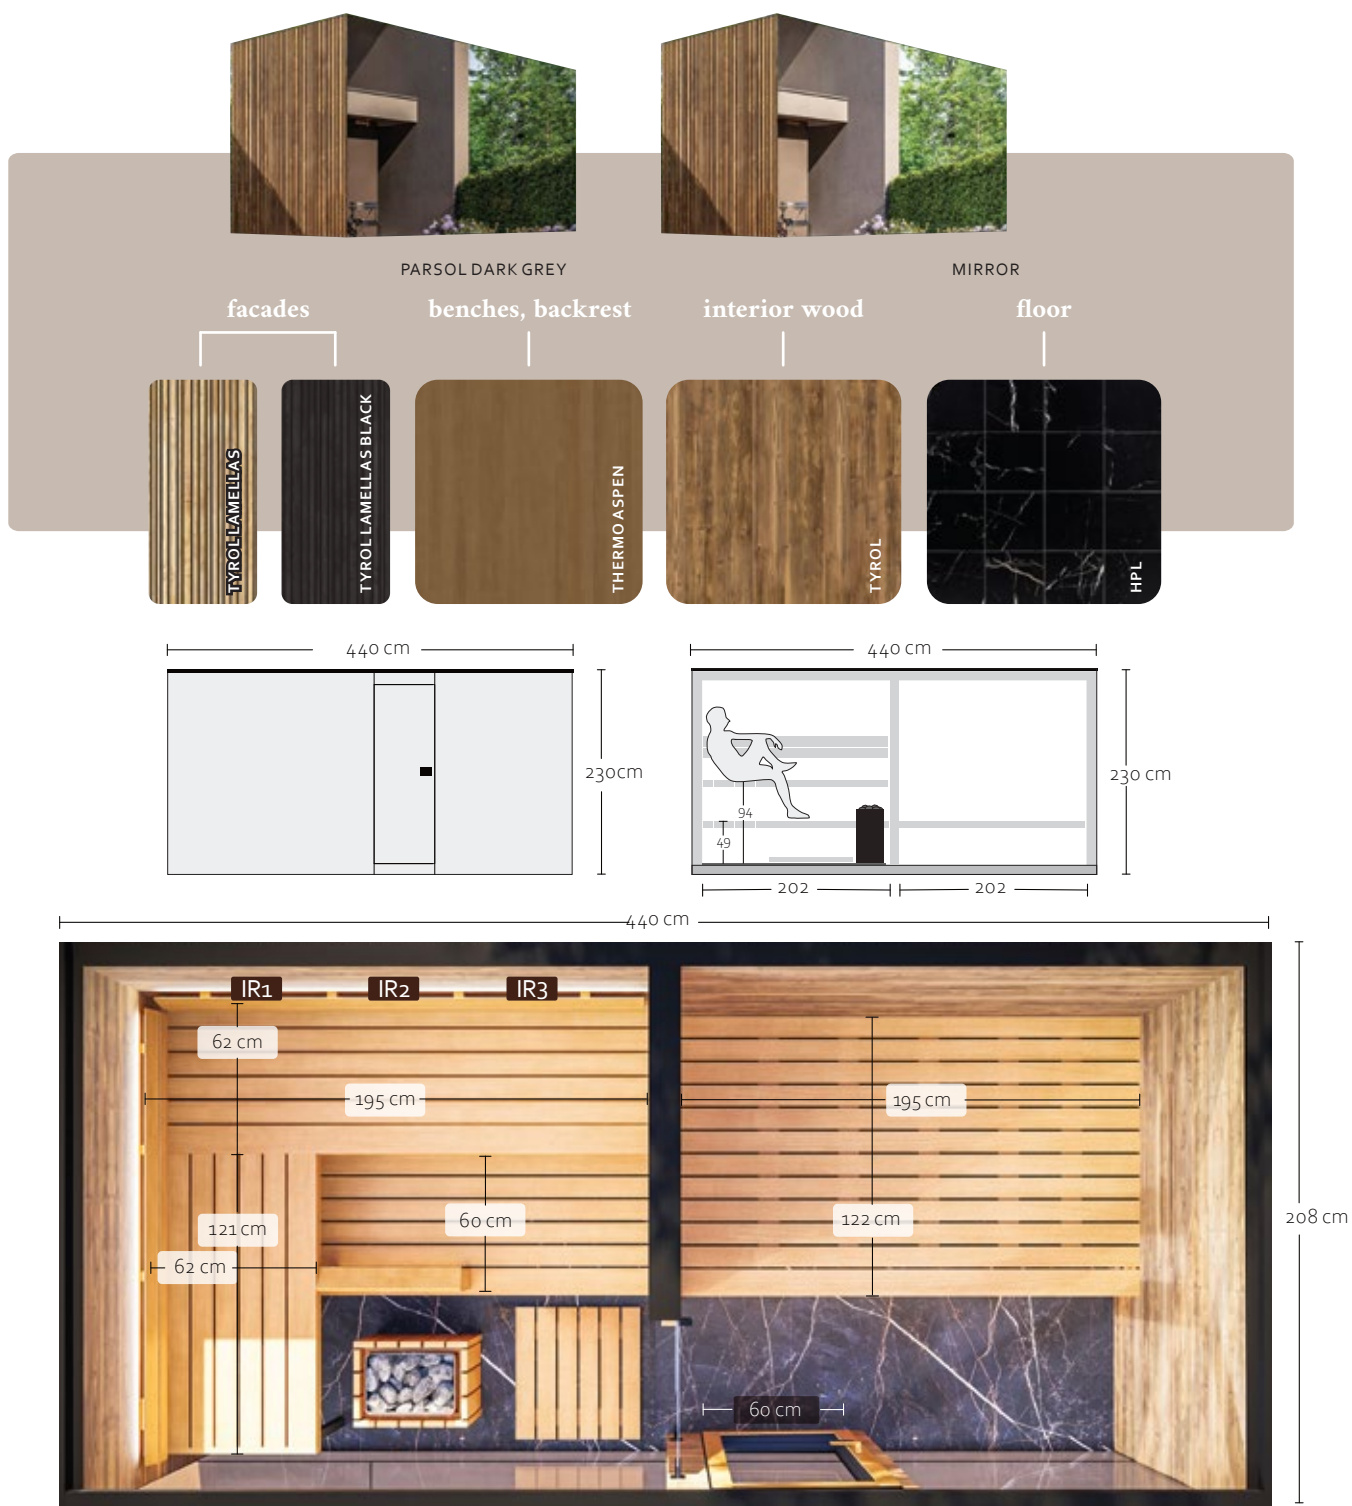 PARSOL DARK GREY
MIRROR
facades
benches, backrest
interior wood
floor
TYROL LAMELLAS
TYROL LAMELLAS BLACK
THERMO ASPEN
TYROL
HPL
440 cm
440 cm
230cm
230 cm
94
49
202
202
440 cm
IR1
IR2
IR3
62 cm
195 cm
195 cm
60 cm
122 cm
121 cm
62 cm
208 cm
60 cm